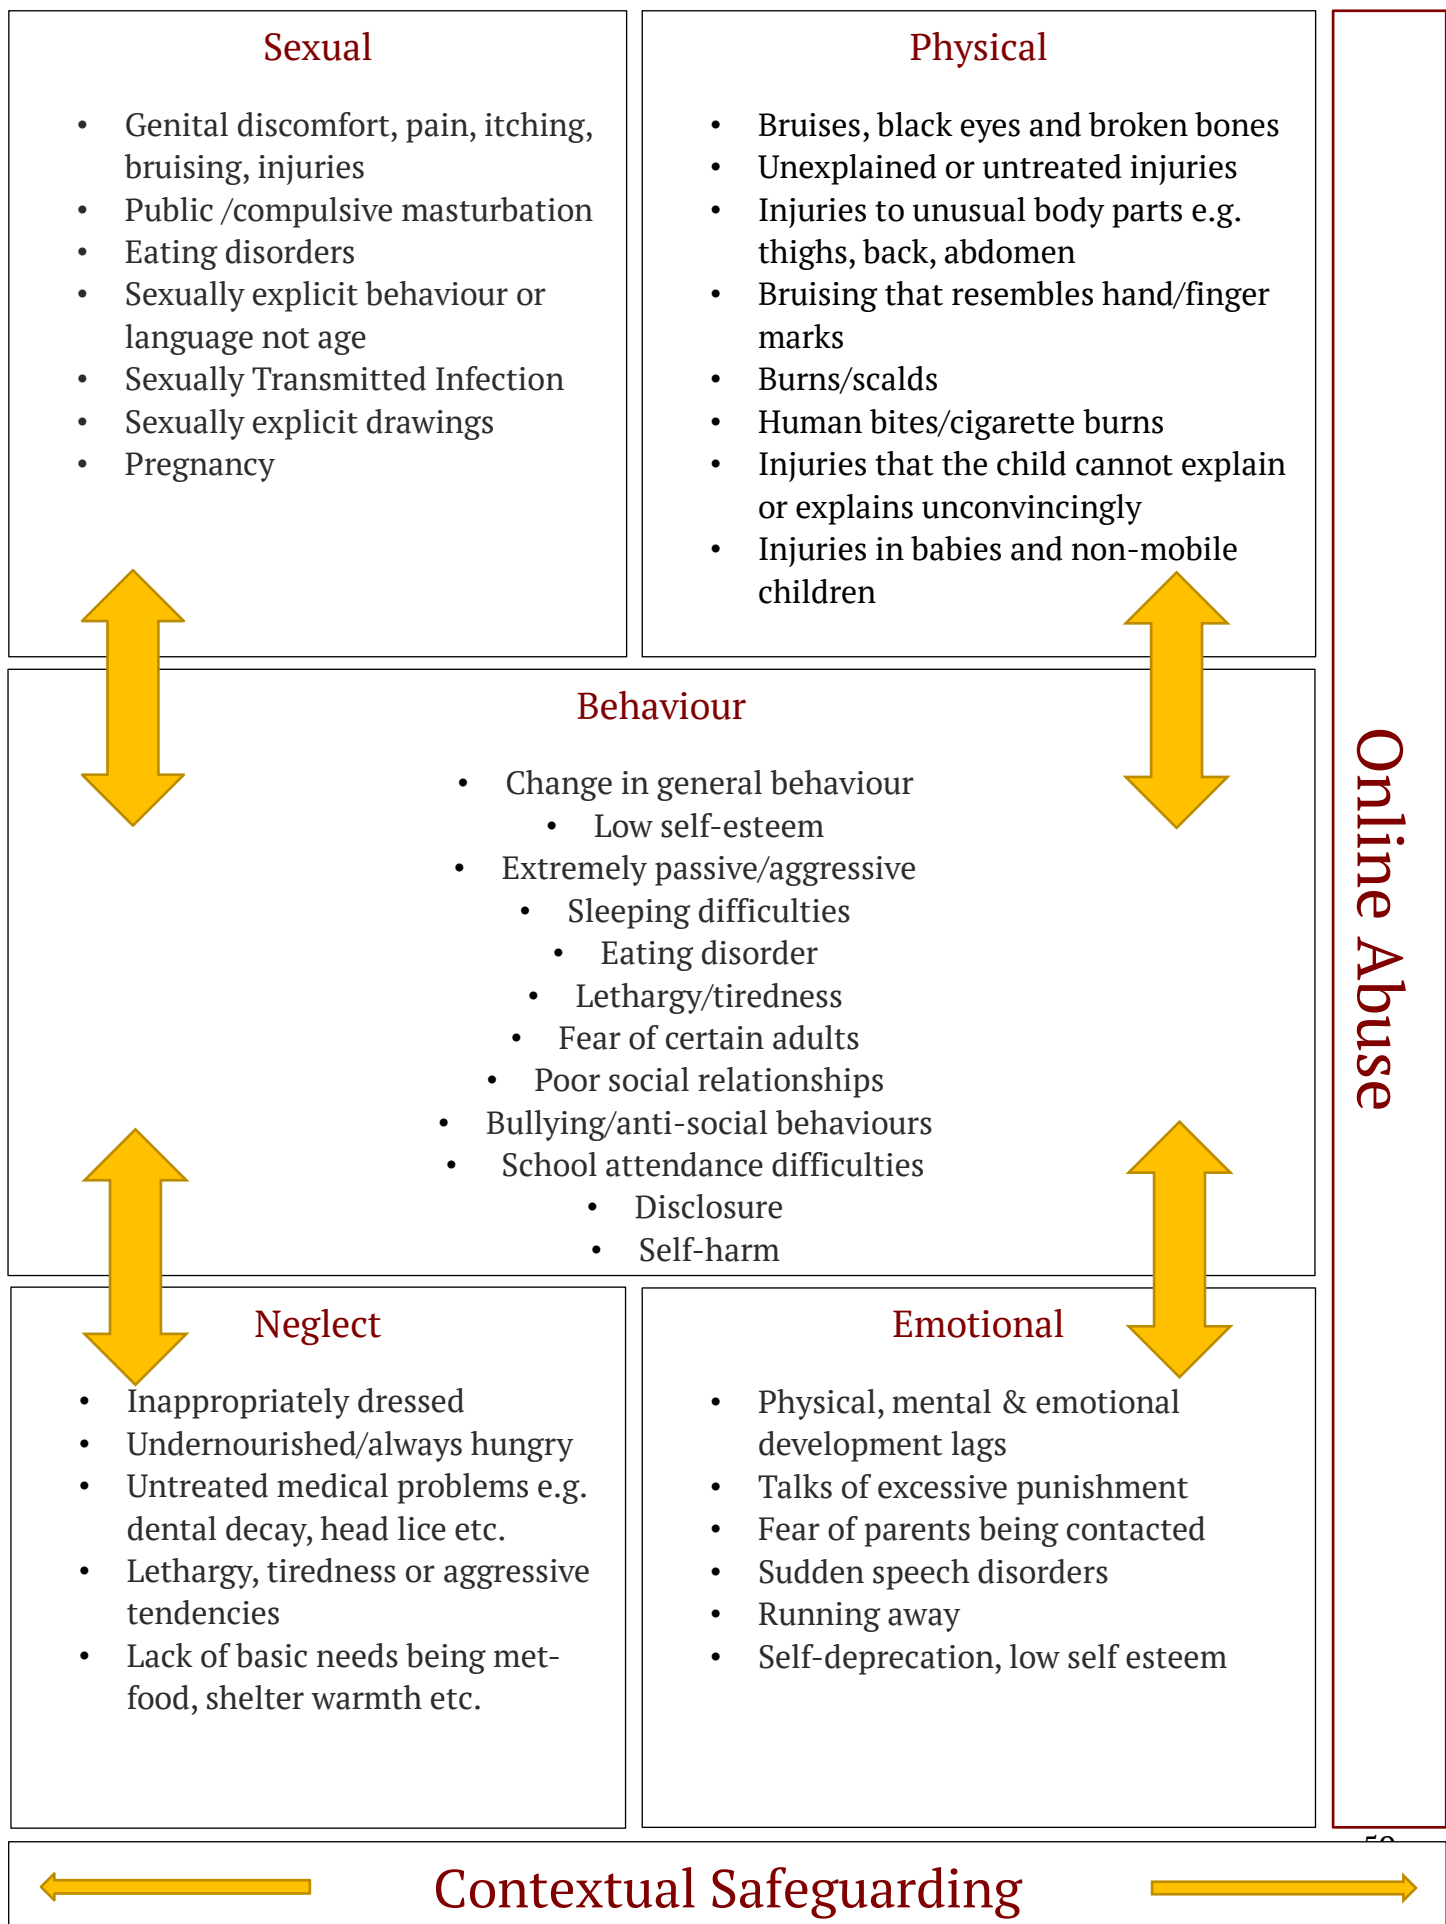 Sexual
• Genital discomfort, pain, itching,
bruising, injuries
• Public /compulsive masturbation
• Eating disorders
• Sexually explicit behaviour or
language not age
• Sexually Transmitted Infection
• Sexually explicit drawings
• Pregnancy
Physical
• Bruises, black eyes and broken bones
• Unexplained or untreated injuries
• Injuries to unusual body parts e.g.
thighs, back, abdomen
• Bruising that resembles hand/finger
marks
• Burns/scalds
• Human bites/cigarette burns
• Injuries that the child cannot explain
or explains unconvincingly
• Injuries in babies and non-mobile
children
Behaviour
• Change in general behaviour
• Low self-esteem
• Extremely passive/aggressive
• Sleeping difficulties
• Eating disorder
• Lethargy/tiredness
• Fear of certain adults
• Poor social relationships
• Bullying/anti-social behaviours
• School attendance difficulties
• Disclosure
• Self-harm
Neglect
• Inappropriately dressed
• Undernourished/always hungry
• Untreated medical problems e.g.
dental decay, head lice etc.
• Lethargy, tiredness or aggressive
tendencies
• Lack of basic needs being met-
food, shelter warmth etc.
Emotional
• Physical, mental & emotional
development lags
• Talks of excessive punishment
• Fear of parents being contacted
• Sudden speech disorders
• Running away
• Self-deprecation, low self esteem
Online Abuse
Contextual Safeguarding